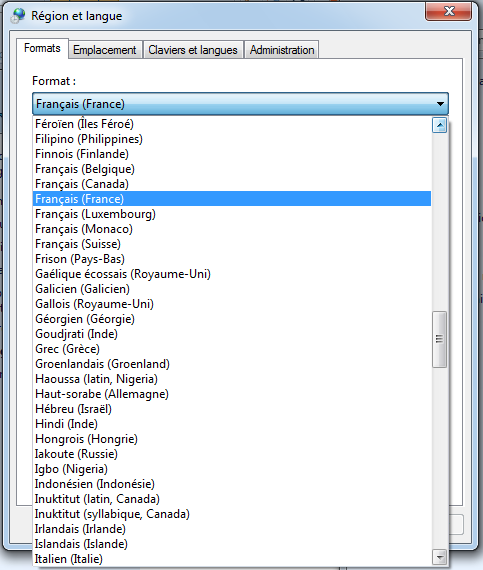 Région et langue
Formats Emplacement Claviers et langues Administration
Format :
Français (France)
Féroïen (Îles Féroé)
Filipino (Philippines)
Finnois (Finlande)
Français (Belgique)
Français (Canada)
Français (France)
Français (Luxembourg)
Français (Monaco)
Français (Suisse)
Frison (Pays-Bas)
Gaélique écossais (Royaume-Uni)
Galicien (Galicien)
Gallois (Royaume-Uni)
Géorgien (Géorgie)
Goudjrati (Inde)
Grec (Grèce)
Groenlandais (Groenland)
Haoussa (latin, Nigeria)
Haut-sorabe (Allemagne)
Hébreu (Israël)
Hindi (Inde)
Hongrois (Hongrie)
Iakoute (Russie)
Igbo (Nigeria)
Indonésien (Indonésie)
Inuktitut (latin, Canada)
Inuktitut (syllabique, Canada)
Irlandais (Irlande)
Islandais (Islande)
Italien (Italie)